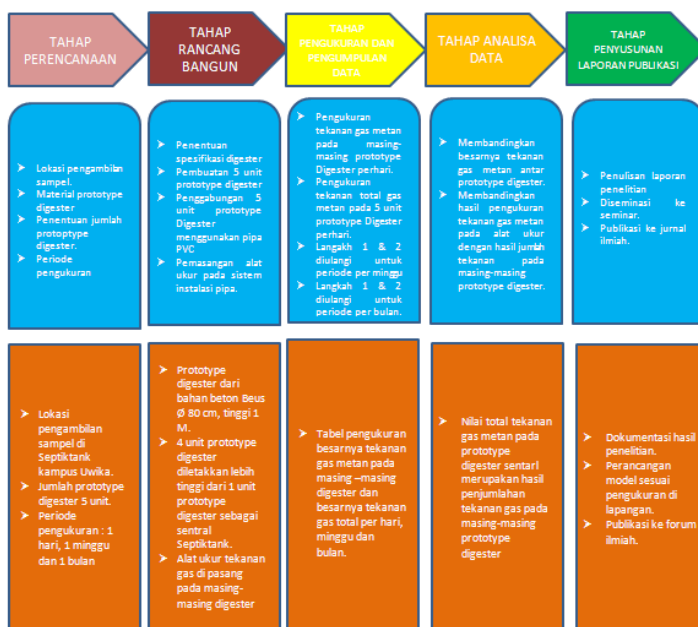 TAHAP
PERENCANAAN
TAHAP
RANCANG
BANGUN
TAHAP
PENGUKURAN DAN
PENGUMPULAN
DATA
TAHAP ANALISA
DATA
TAHAP
PENYUSUNAN
LAPORAN PUBLIKASI
➢ Lokasi pengambilan
sampel.
➢ Material prototype
digester
➢ Penentuan jumlah
protoptype
digester.
➢ Periode
pengukuran
➢ Penentuan
spesifikasi digester
➢ Pembuatan 5 unit
prototype digester
➢ Penggabungan 5
unit prototype
Digester
menggunakan pipa
PVC
➢ Pemasangan alat
ukur pada sistem
instalasi pipa.
➢ Pengukuran
tekanan gas metan
pada masing-
masing prototype
Digester perhari.
➢ Pengukuran
tekanan total gas
metan pada 5 unit
prototype Digester
perhari.
➢ Langakh 1 & 2
diulangi untuk
periode per minggu
➢ Langkah 1 & 2
diulangi untuk
periode per bulan.
➢ Membandingkan
besarnya tekanan
gas metan antar
prototype digester.
➢ Membandingkan
hasil pengukuran
tekanan gas metan
pada alat ukur
dengan hasil jumlah
tekanan pada
masing-masing
prototype digester.
➢ Penulisan laporan
penelitian
➢ Diseminasi ke
seminar.
➢ Publikasi ke jurnal
ilmiah.
➢ Lokasi
pengambilan
sampel di
Septiktank
kampus Uwika.
➢ Jumlah prototype
digester 5 unit.
➢ Periode
pengukuran : 1
hari, 1 minggu
dan 1 bulan
➢ Prototype
digester dari
bahan beton Beus
Ø 80 cm, tinggi 1
M.
➢ 4 unit prototype
digester
diletakkan lebih
tinggi dari 1 unit
prototype
digester sebagai
sentral
Septiktank.
➢ Alat ukur tekanan
gas di pasang
pada masing-
masing digester
➢ Tabel pengukuran
besarnya tekanan
gas metan pada
masing –masing
digester dan
besarnya tekanan
gas total per hari,
minggu dan
bulan.
➢ Nilai total tekanan
gas metan pada
prototype
digester sentarl
merupakan hasil
penjumlahan
tekanan gas pada
masing-masing
prototype
digester
➢ Dokumentasi hasil
penelitian.
➢ Perancangan
model sesuai
pengukuran di
lapangan.
➢ Publikasi ke forum
ilmiah.